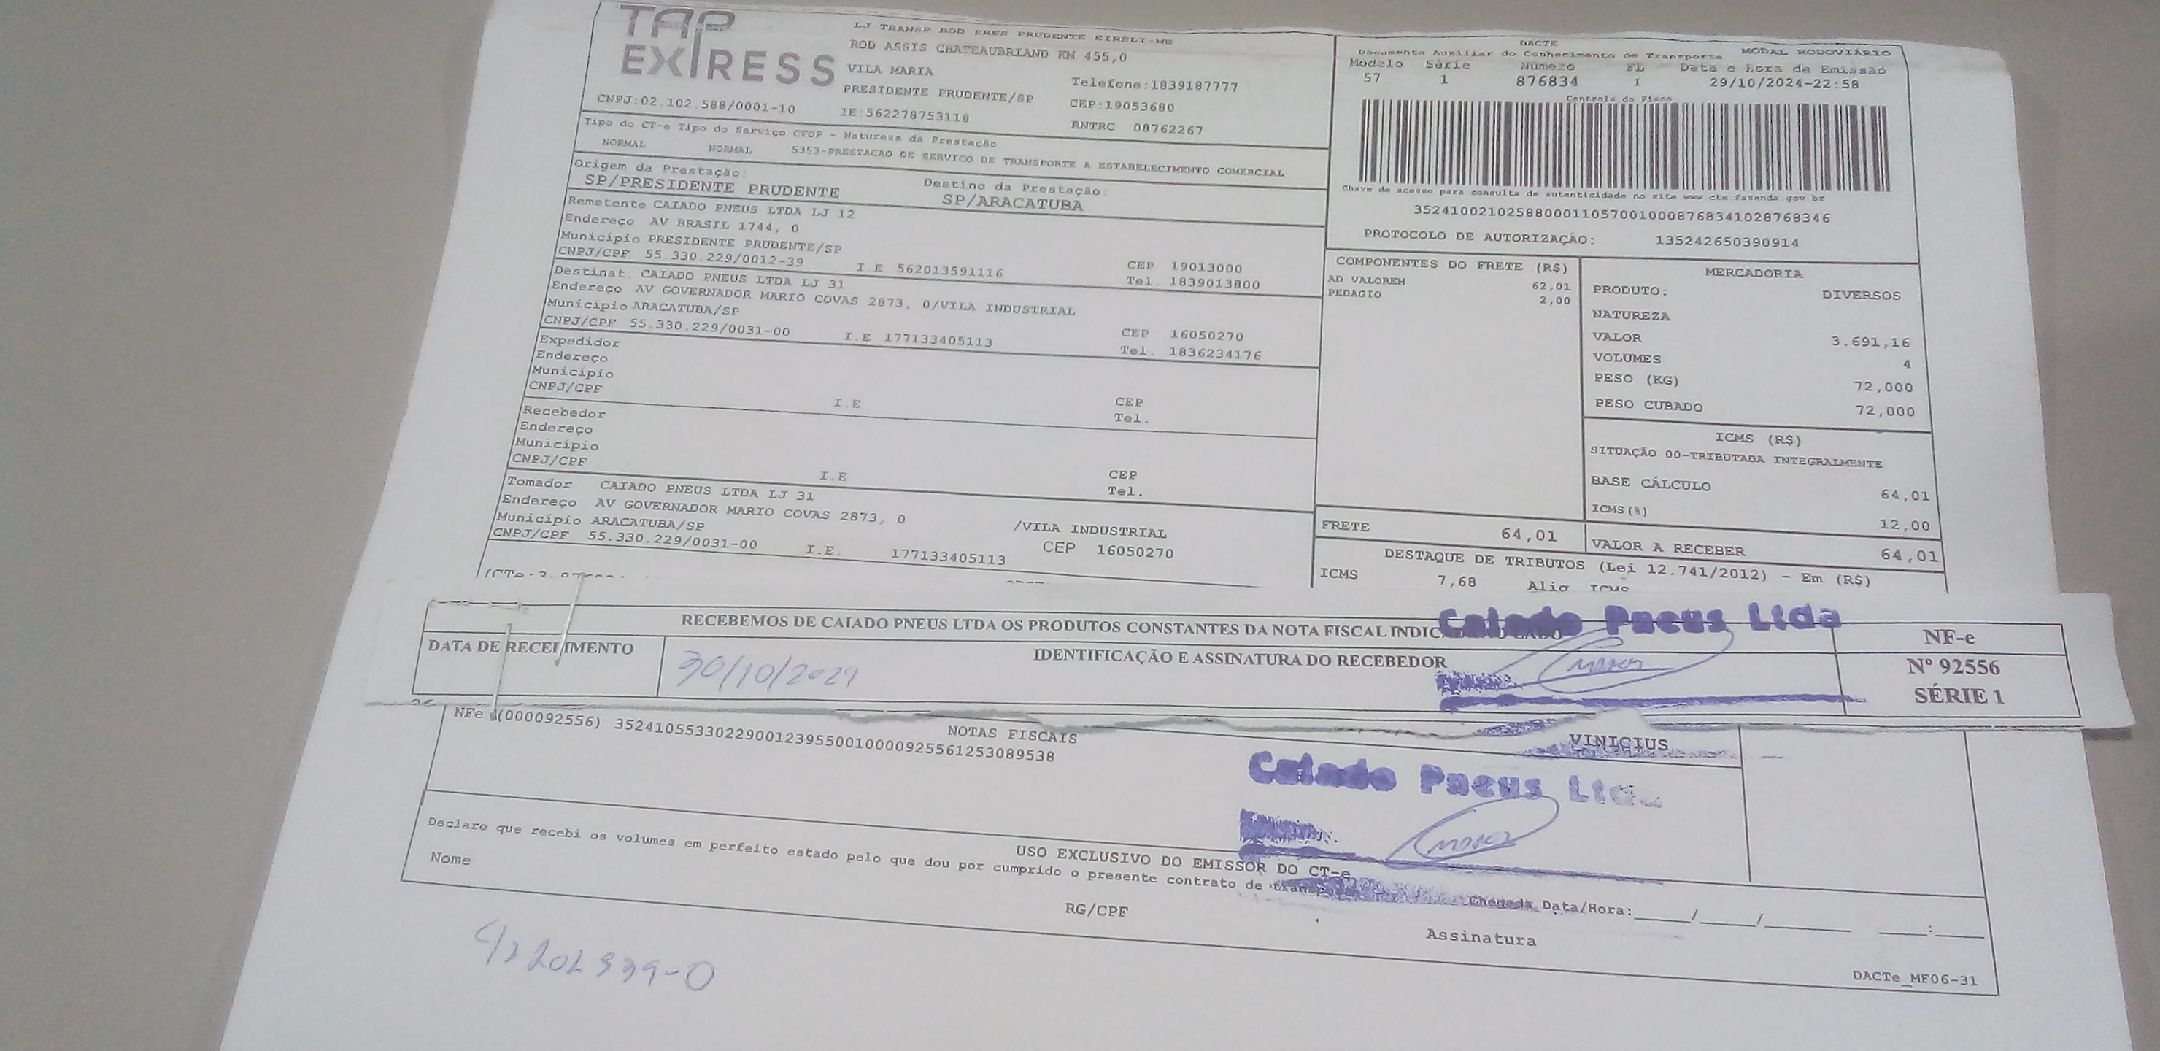 TAP
EXPRESS
LJ TRANSP ROD PRES PRUDENTE EIRELI-ME
ROD ASSIS CHATEAUBRIAND KM 455,0
VILA MARIA
Telefone:1839187777
PRESIDENTE PRUDENTE/SP
CEP:19053680
CNPJ:02.102.588/0001-10
IE:562278753118
RNTRC 08762267
Tipo do CT-e Tipo do Serviço CFOP - Natureza da Prestação
NORMAL NORMAL 5353-PRESTACAO DE SERVICO DE TRANSPORTE A ESTABELECIMENTO COMERCIAL
Origem da Prestação:
SP/PRESIDENTE PRUDENTE
Destino da Prestação:
SP/ARACATUBA
Remetente CAIADO PNEUS LTDA LJ 12
Endereço AV BRASIL 1744, 0
Município PRESIDENTE PRUDENTE/SP
CEP 19013000
CNPJ/CPF 55.330.229/0012-39 I.E 562013591116 Tel. 1839013800
Destinat. CAIADO PNEUS LTDA LJ 31
Endereço AV GOVERNADOR MARIO COVAS 2873, 0/VILA INDUSTRIAL
Município ARACATUBA/SP
CEP 16050270
CNPJ/CPF 55.330.229/0031-00 I.E 177133405113 Tel. 1836234176
Expedidor
Endereço
Município
CEP
CNPJ/CPF I.E Tel.
Recebedor
Endereço
Município
CEP
CNPJ/CPF I.E Tel.
Tomador CAIADO PNEUS LTDA LJ 31
Endereço AV GOVERNADOR MARIO COVAS 2873, 0 /VILA INDUSTRIAL
Município ARACATUBA/SP
CEP 16050270
CNPJ/CPF 55.330.229/0031-00 I.E. 177133405113
DACTE
Documento Auxiliar do Conhecimento de Transporte MODAL RODOVIÁRIO
Modelo Série Número FL Data e Hora de Emissão
57 1 876834 1 29/10/2024-22:58
Controle do Fisco
Chave de acesso para consulta de autenticidade no site www.cte.fazenda.gov.br
35241002102588000110570010008768341028768346
PROTOCOLO DE AUTORIZAÇÃO: 135242650390914
COMPONENTES DO FRETE (R$)
AD VALOREM 62,01
PEDAGIO 2,00
MERCADORIA
PRODUTO: DIVERSOS
NATUREZA
VALOR 3.691,16
VOLUMES 4
PESO (KG) 72,000
PESO CUBADO 72,000
ICMS (R$)
SITUAÇÃO 00-TRIBUTADA INTEGRALMENTE
BASE CÁLCULO 64,01
ICMS(%) 12,00
FRETE 64,01
VALOR A RECEBER 64,01
DESTAQUE DE TRIBUTOS (Lei 12.741/2012) - Em (R$)
ICMS 7,68 Aliq ICMS
RECEBEMOS DE CAIADO PNEUS LTDA OS PRODUTOS CONSTANTES DA NOTA FISCAL
Caiado Pneus Ltda
DATA DE RECEBIMENTO
30/10/2024
IDENTIFICAÇÃO E ASSINATURA DO RECEBEDOR
NF-e
Nº 92556
SÉRIE 1
NOTAS FISCAIS
VINICIUS
NFe (000092556) 35241055330229001239550010000925561253089538
Caiado Pneus Ltda
USO EXCLUSIVO DO EMISSOR DO CT-e
Declaro que recebi os volumes em perfeito estado pelo que dou por cumprido o presente contrato de transporte
Chegada Data/Hora:____/____/______ ___:___
Nome
RG/CPF
Assinatura
DACTe_MF06-31